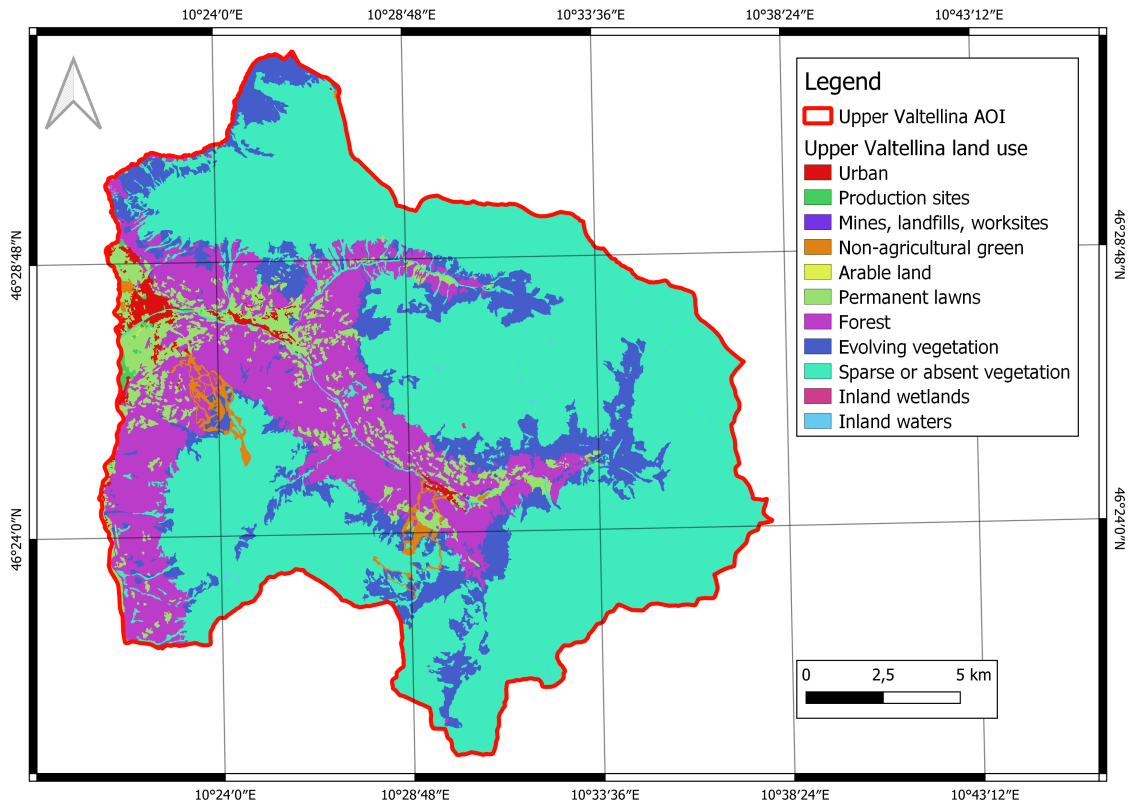 10°24′0″E 10°28′48″E 10°33′36″E 10°38′24″E 10°43′12″E
Legend
Upper Valtellina AOI
Upper Valtellina land use
Urban
Production sites
Mines, landfills, worksites
Non-agricultural green
Arable land
Permanent lawns
Forest
Evolving vegetation
Sparse or absent vegetation
Inland wetlands
Inland waters
46°28′48″N
46°28′48″N
46°24′0″N
46°24′0″N
0 2,5 5 km
10°24′0″E 10°28′48″E 10°33′36″E 10°38′24″E 10°43′12″E